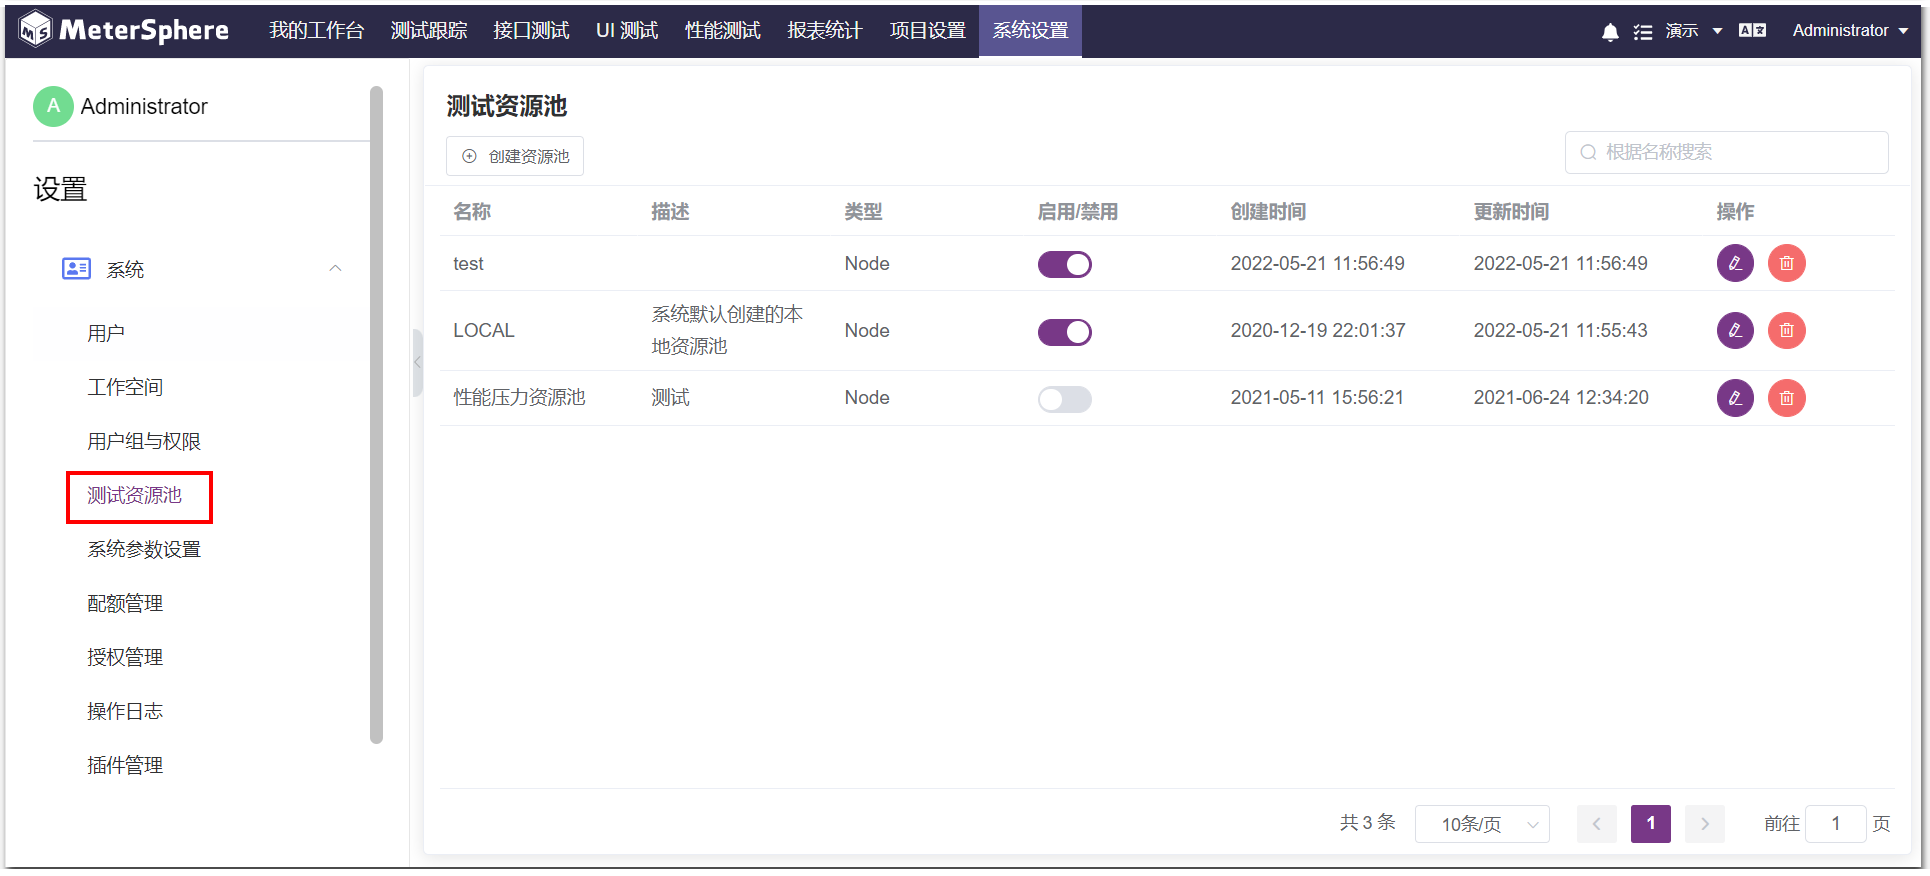 MS MeterSphere 我的工作台 测试跟踪 接口测试 UI 测试 性能测试 报表统计 项目设置 系统设置 演示 Administrator
A Administrator
设置
系统
用户
工作空间
用户组与权限
测试资源池
系统参数设置
配额管理
授权管理
操作日志
插件管理
测试资源池
创建资源池
根据名称搜索
名称 描述 类型 启用/禁用 创建时间 更新时间 操作
test Node 2022-05-21 11:56:49 2022-05-21 11:56:49
LOCAL 系统默认创建的本 Node 2020-12-19 22:01:37 2022-05-21 11:55:43
地资源池
性能压力资源池 测试 Node 2021-05-11 15:56:21 2021-06-24 12:34:20
共 3 条 10条/页 1 前往 1 页